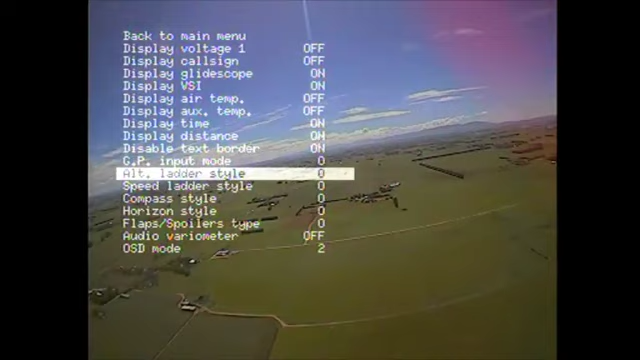 Back to main menu
Display voltage 1 OFF
Display callsign OFF
Display glidescope ON
Display VSI ON
Display air temp. OFF
Display aux. temp. OFF
Display time ON
Display distance ON
Disable text border ON
G.P. input mode 0
Alt. ladder style 0
Speed ladder style 0
Compass style 0
Horizon style 0
Flaps/Spoilers type 0
Audio variometer OFF
OSD mode 2